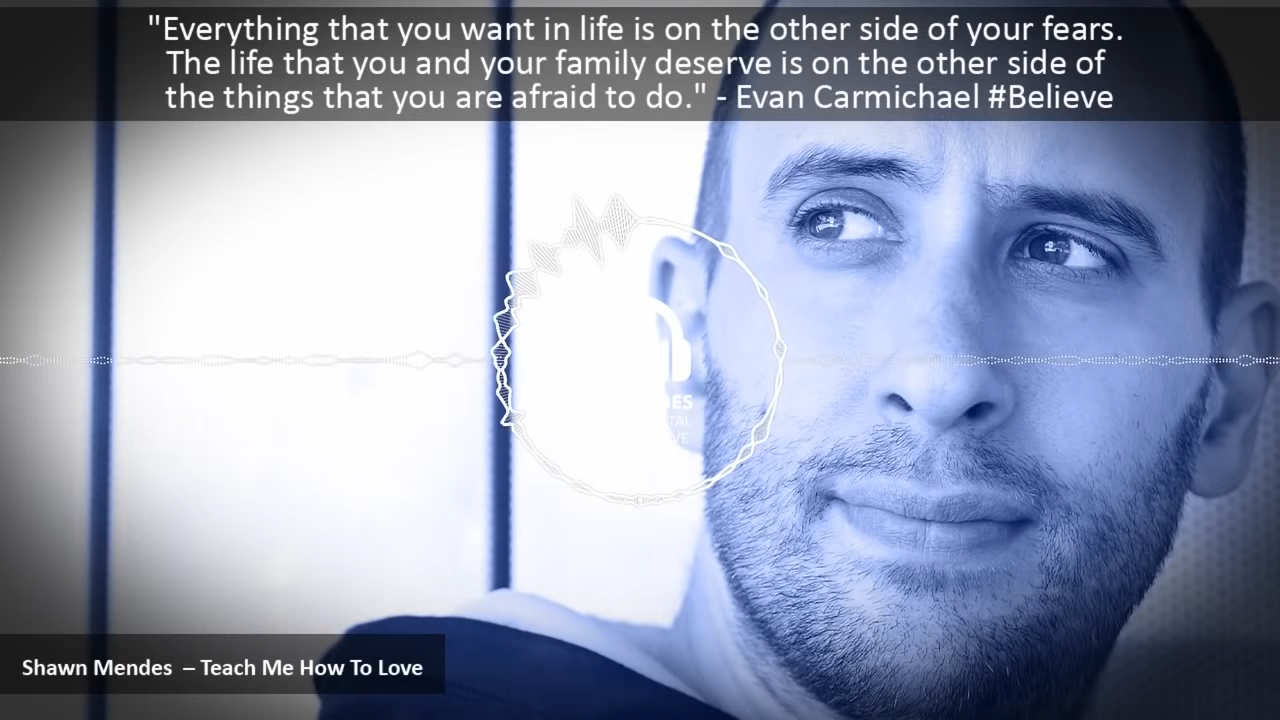 "Everything that you want in life is on the other side of your fears.
The life that you and your family deserve is on the other side of
the things that you are afraid to do." - Evan Carmichael #Believe
Shawn Mendes – Teach Me How To Love